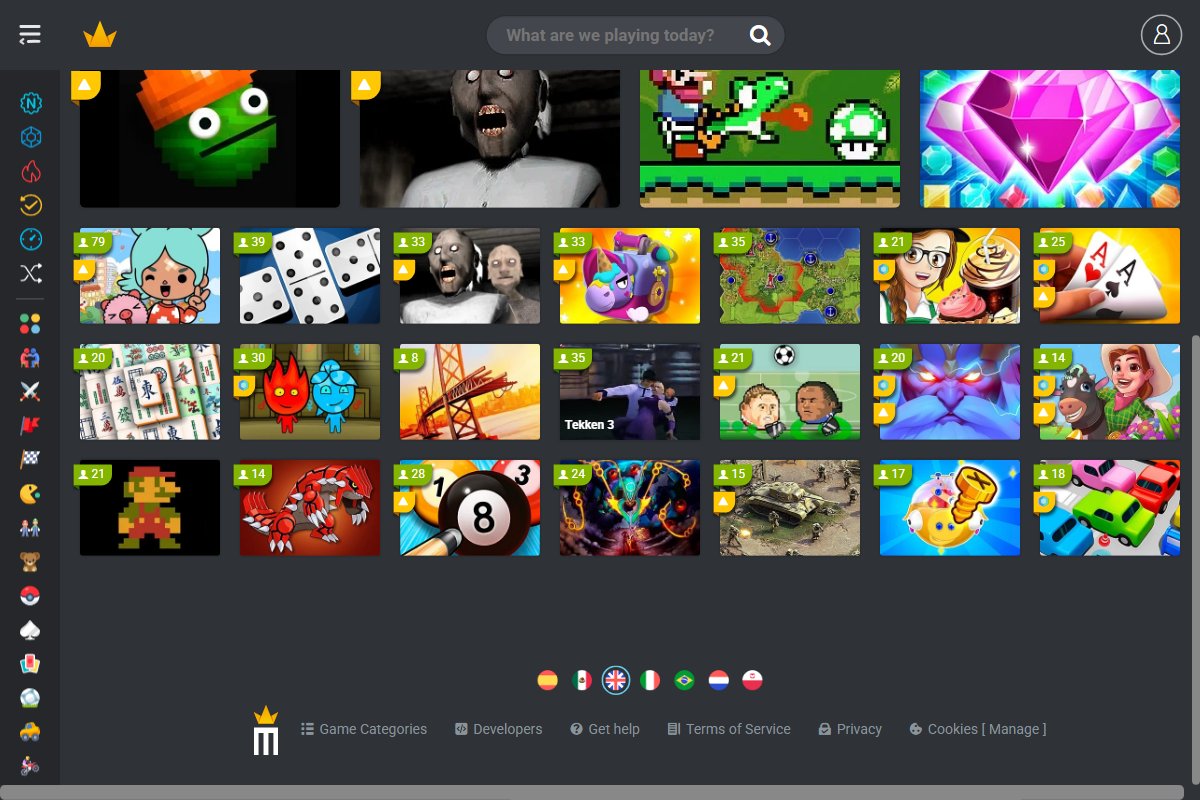 What are we playing today?
N
79
39
33
33
35
21
25
A
A
20
30
8
35
21
20
14
東
Tekken 3
21
14
28
24
15
17
18
1
3
8
Game Categories
Developers
Get help
Terms of Service
Privacy
Cookies [ Manage ]